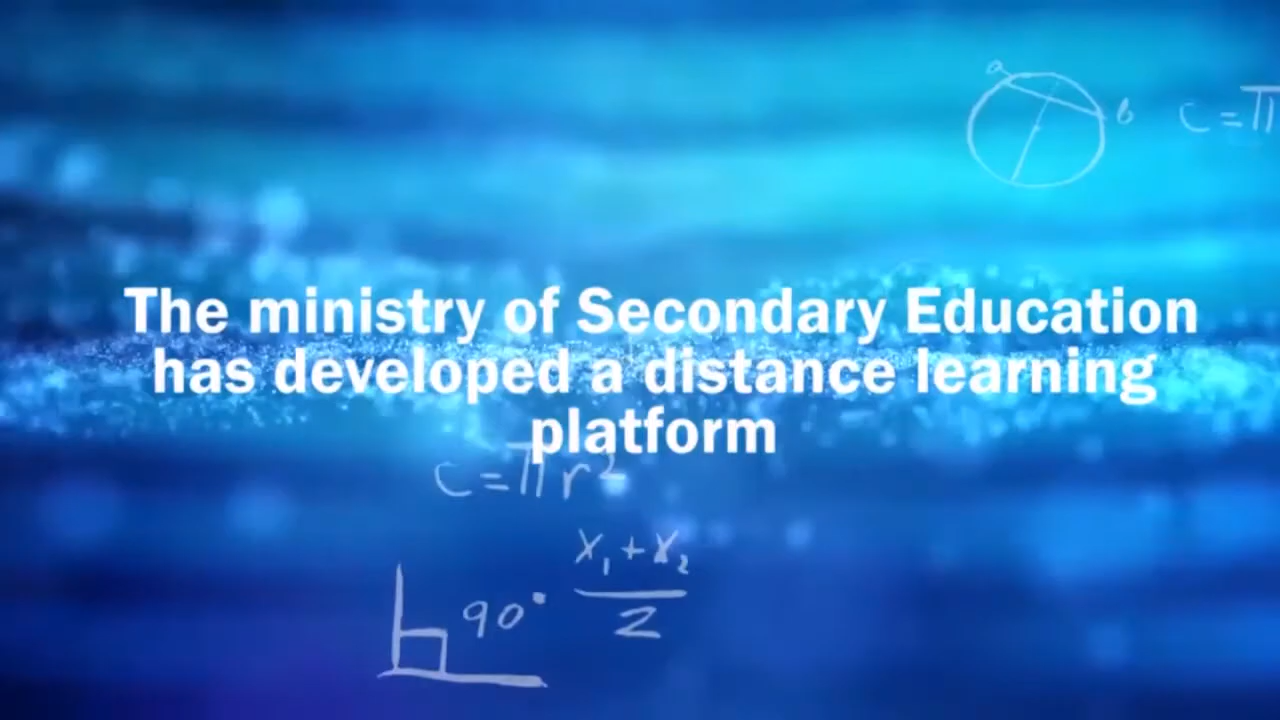 a
b c=π
The ministry of Secondary Education
has developed a distance learning
platform
c=πr²
x₁+x₂
90° 2